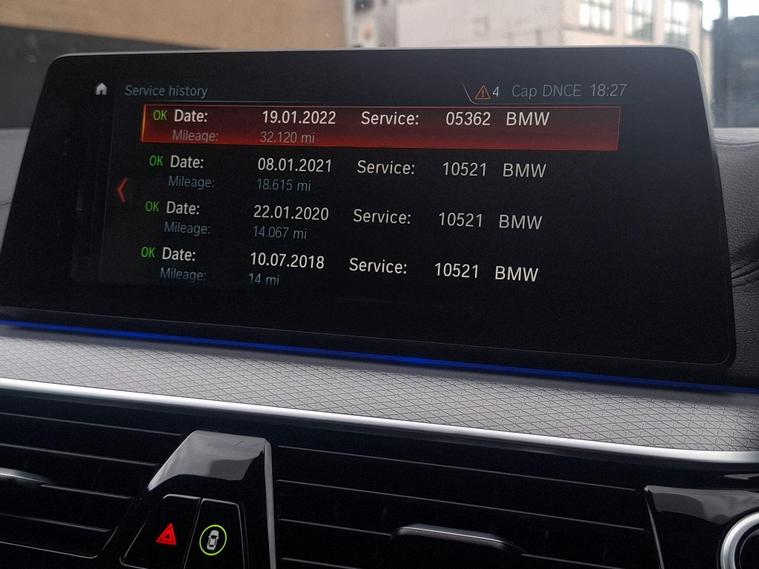 Service history 4 Cap DNCE 18:27
OK Date: 19.01.2022 Service: 05362 BMW
Mileage: 32.120 mi
OK Date: 08.01.2021 Service: 10521 BMW
Mileage: 18.615 mi
OK Date: 22.01.2020 Service: 10521 BMW
Mileage: 14.067 mi
OK Date: 10.07.2018 Service: 10521 BMW
Mileage: 14 mi